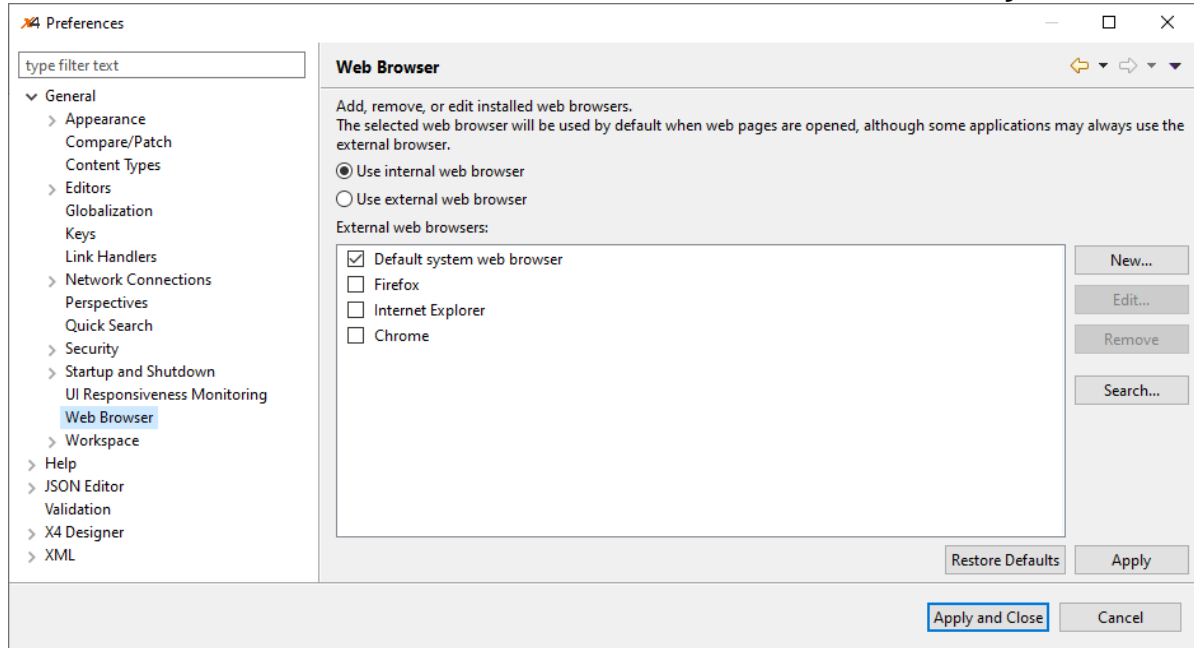 X4 Preferences
type filter text
General
Appearance
Compare/Patch
Content Types
Editors
Globalization
Keys
Link Handlers
Network Connections
Perspectives
Quick Search
Security
Startup and Shutdown
UI Responsiveness Monitoring
Web Browser
Workspace
Help
JSON Editor
Validation
X4 Designer
XML
Web Browser
Add, remove, or edit installed web browsers.
The selected web browser will be used by default when web pages are opened, although some applications may always use the
external browser.
Use internal web browser
Use external web browser
External web browsers:
Default system web browser
Firefox
Internet Explorer
Chrome
New...
Edit...
Remove
Search...
Restore Defaults
Apply
Apply and Close
Cancel